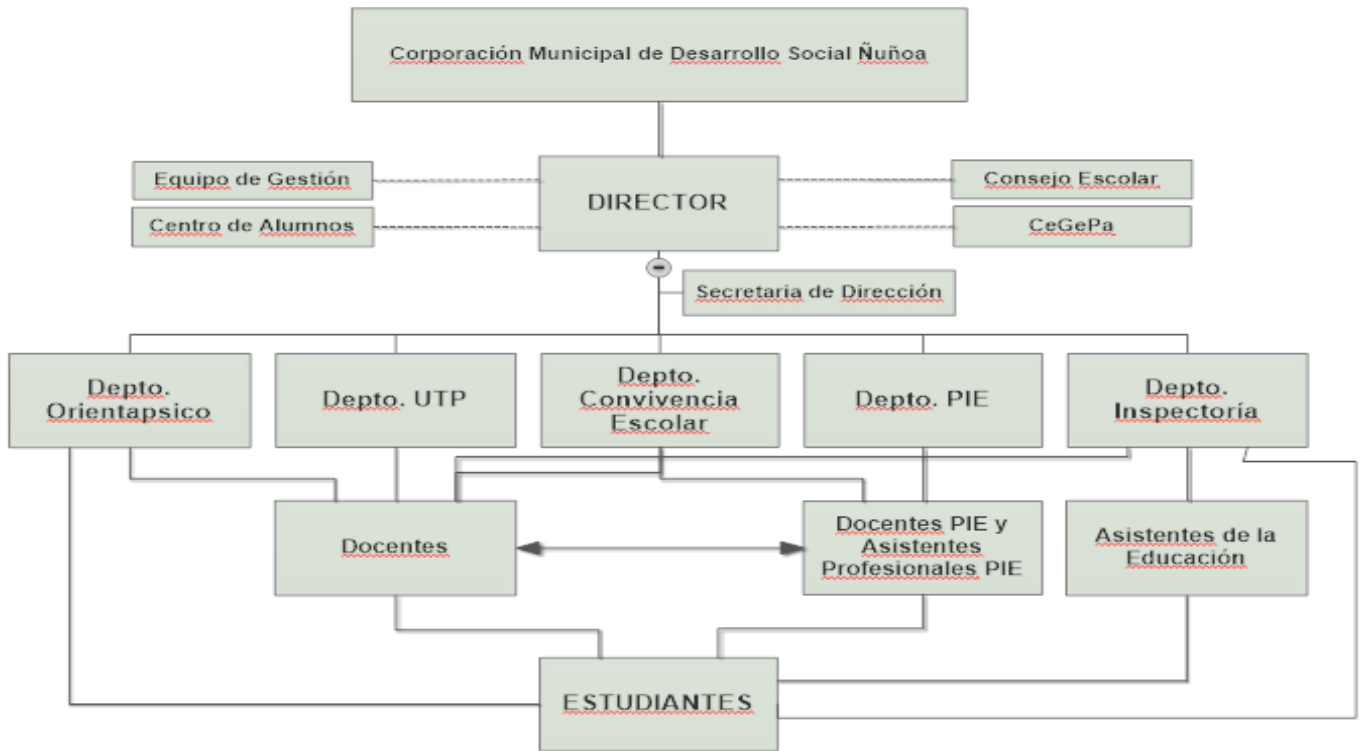 Corporación Municipal de Desarrollo Social Ñuñoa
Equipo de Gestión
Centro de Alumnos
DIRECTOR
Consejo Escolar
CeGePa
Secretaria de Dirección
Depto.
Orientapsico
Depto. UTP
Depto.
Convivencia
Escolar
Depto. PIE
Depto.
Inspectoría
Docentes
Docentes PIE y
Asistentes
Profesionales PIE
Asistentes de la
Educación
ESTUDIANTES